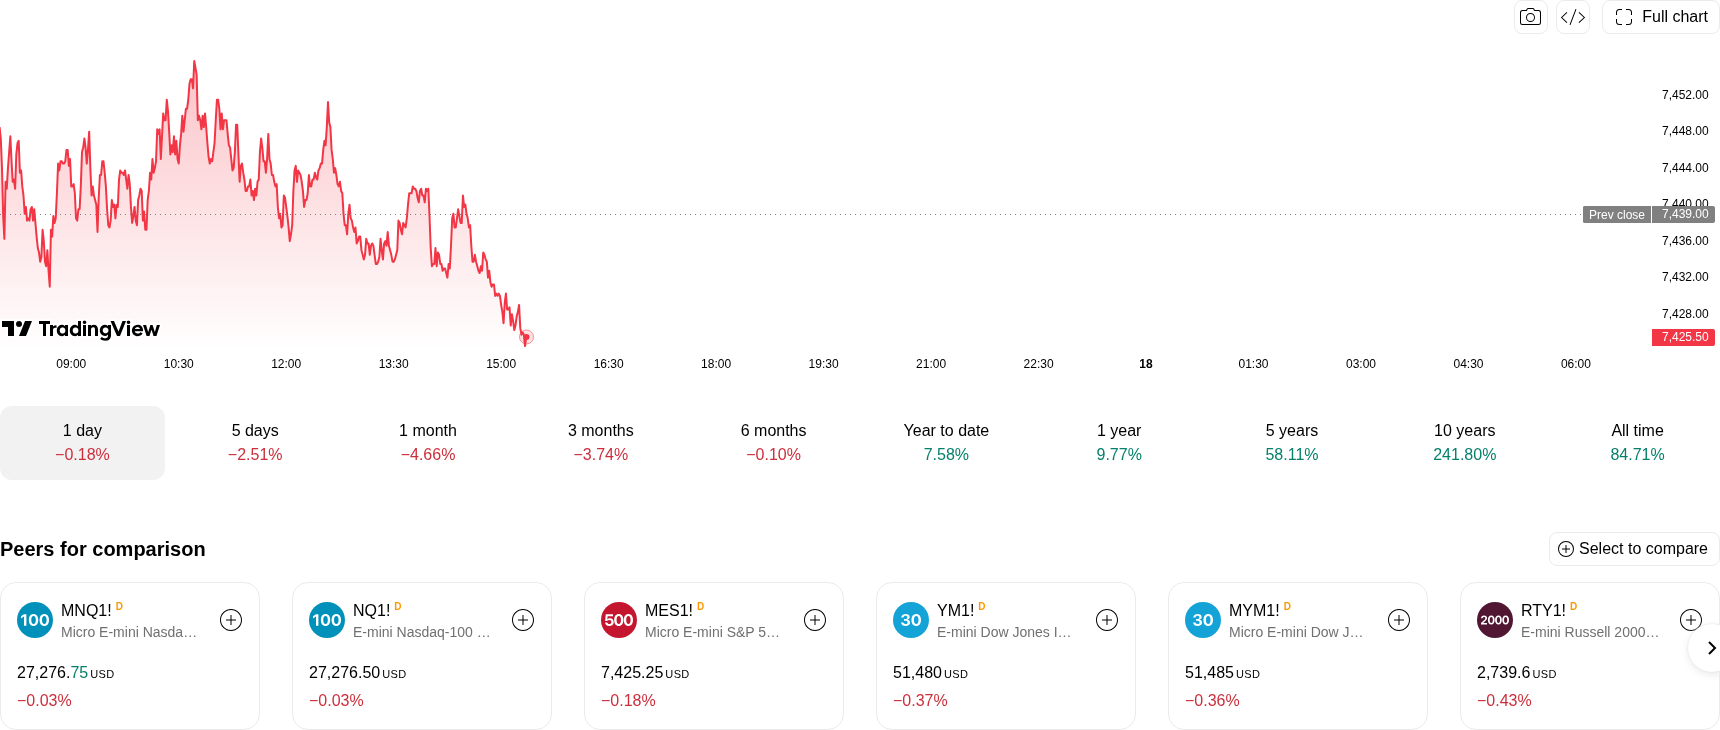 Full chart
7,452.00
7,448.00
7,444.00
7,440.00
Prev close 7,439.00
7,436.00
7,432.00
7,428.00
7,425.50
TradingView
09:00 10:30 12:00 13:30 15:00 16:30 18:00 19:30 21:00 22:30 18 01:30 03:00 04:30 06:00
1 day 5 days 1 month 3 months 6 months Year to date 1 year 5 years 10 years All time
−0.18% −2.51% −4.66% −3.74% −0.10% 7.58% 9.77% 58.11% 241.80% 84.71%
Peers for comparison
Select to compare
100 MNQ1! D
Micro E-mini Nasda…
27,276.75 USD
−0.03%
100 NQ1! D
E-mini Nasdaq-100 …
27,276.50 USD
−0.03%
500 MES1! D
Micro E-mini S&P 5…
7,425.25 USD
−0.18%
30 YM1! D
E-mini Dow Jones I…
51,480 USD
−0.37%
30 MYM1! D
Micro E-mini Dow J…
51,485 USD
−0.36%
2000 RTY1! D
E-mini Russell 2000…
2,739.6 USD
−0.43%